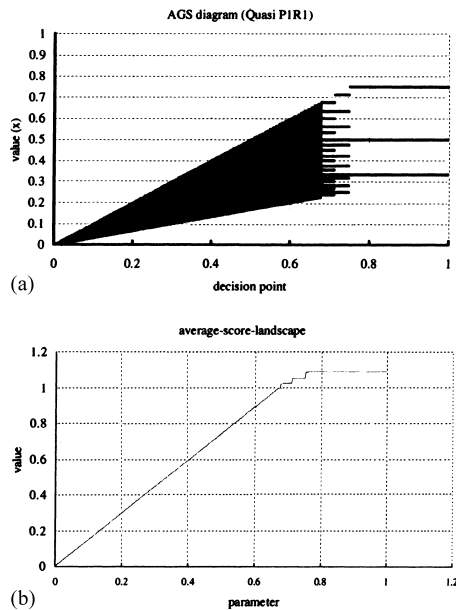 AGS diagram (Quasi P1R1)
1
0.9
0.8
0.7
0.6
0.5
0.4
0.3
0.2
0.1
0
value (x)
0 0.2 0.4 0.6 0.8 1
decision point
(a)
average-score-landscape
1.2
1
0.8
0.6
0.4
0.2
0
value
0 0.2 0.4 0.6 0.8 1 1.2
parameter
(b)